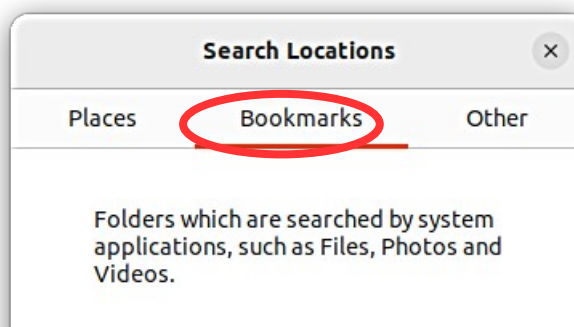 Search Locations
Places Bookmarks Other
Folders which are searched by system
applications, such as Files, Photos and
Videos.